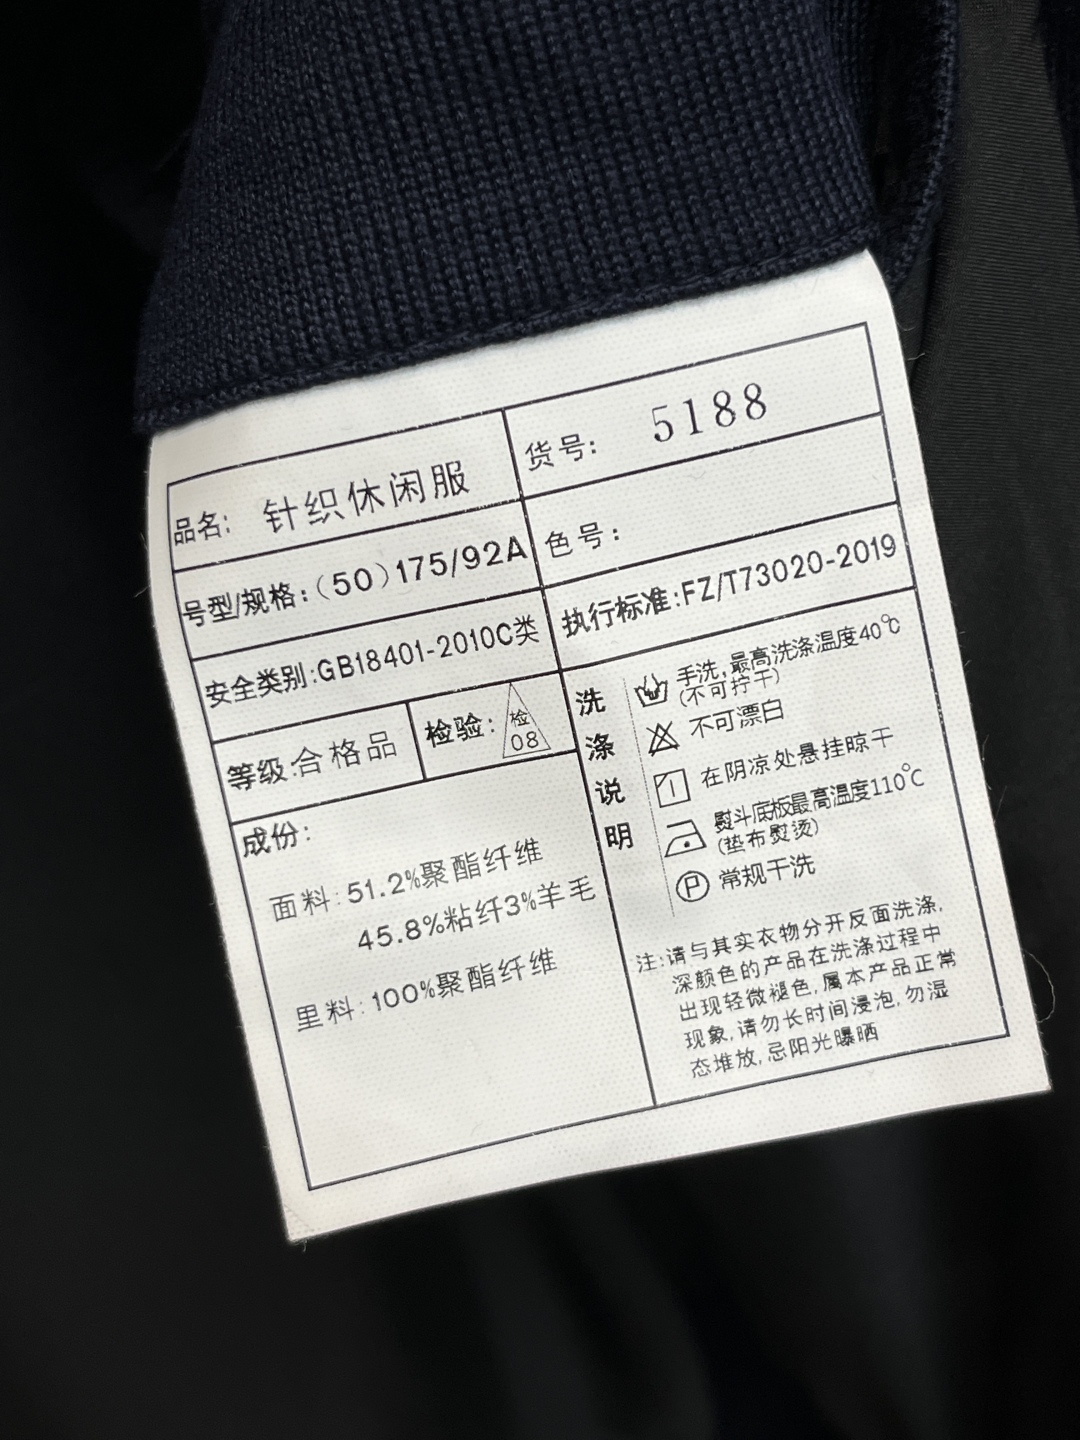 品名: 针织休闲服
货号: 5188
号型/规格:(50)175/92A
色号:
安全类别:GB18401-2010C类
执行标准:FZ/T73020-2019
等级:合格品
检验: 检
08
成份:
面料:51.2%聚酯纤维
45.8%粘纤3%羊毛
里料:100%聚酯纤维
洗涤说明
手洗,最高洗涤温度40℃
(不可拧干)
不可漂白
在阴凉处悬挂晾干
熨斗底板最高温度110℃
(垫布熨烫)
P 常规干洗
注:请与其实衣物分开反面洗涤,
深颜色的产品在洗涤过程中
出现轻微褪色,属本产品正常
现象,请勿长时间浸泡,勿湿
态堆放,忌阳光曝晒